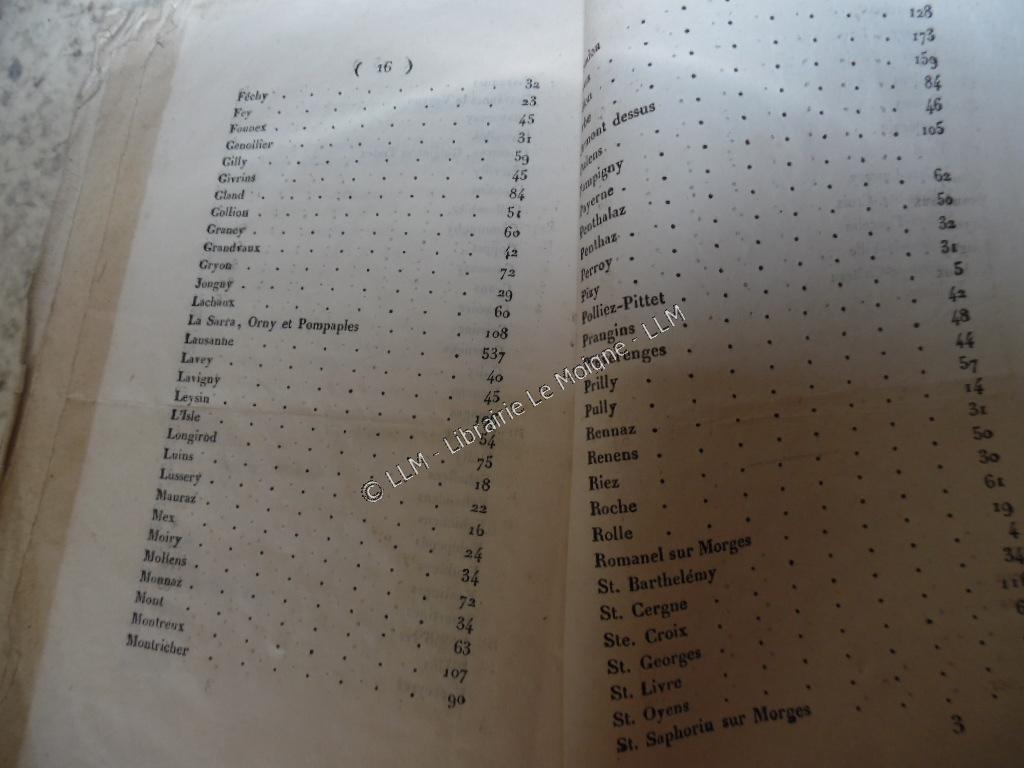 ( 16 )
Féchy 32
Fey 23
Founex 45
Genollier 31
Gilly 59
Givrins 45
Gland 84
Gollion 51
Grancy 60
Grandvaux 42
Gryon 72
Jongny 29
Lachaux 60
La Sarra, Orny et Pompaples 108
Lausanne 537
Lavey 40
Lavigny 40
Leysin 45
L'Isle
Longirod 54
Luins 75
Lussery 18
Mauraz 22
Mex 16
Moiry 24
Mollens 34
Monnaz 72
Mont 34
Montreux 63
Montricher 107
90
dessus
Pampigny
Payerne
Penthalaz
Penthaz
Perroy
Pizy
Polliez-Pittet
Prangins
Prilly
Pully
Rennaz
Renens
Riez
Roche
Rolle
Romanel sur Morges
St. Barthelémy
St. Cergne
Ste. Croix
St. Georges
St. Livre
St. Oyens
St. Saphorin sur Morges
128
173
159
84
46
105
62
50
32
31
5
42
48
44
57
14
31
50
30
61
19
34
3
© LLM - Librairie Le Moigne - LLM